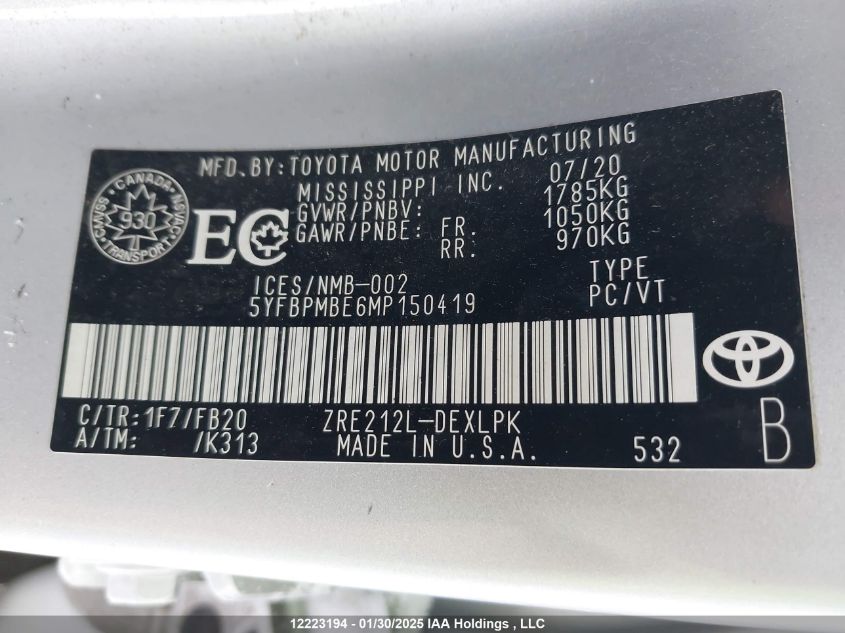 MFD. BY: TOYOTA MOTOR MANUFACTURING
MISSISSIPPI INC. 07/20
GVWR/PNBV: 1785KG
GAWR/PNBE: FR. 1050KG
RR. 970KG
CANADA
NSVAC
930
TRANSPORT
EC
ICES/NMB-002
5YFBPMBE6MP150419
TYPE
PC/VT
C/TR:1F7/FB20 ZRE212L-DEXLPK
A/TM: /K313 MADE IN U.S.A. 532 B
12223194 - 01/30/2025 IAA Holdings , LLC